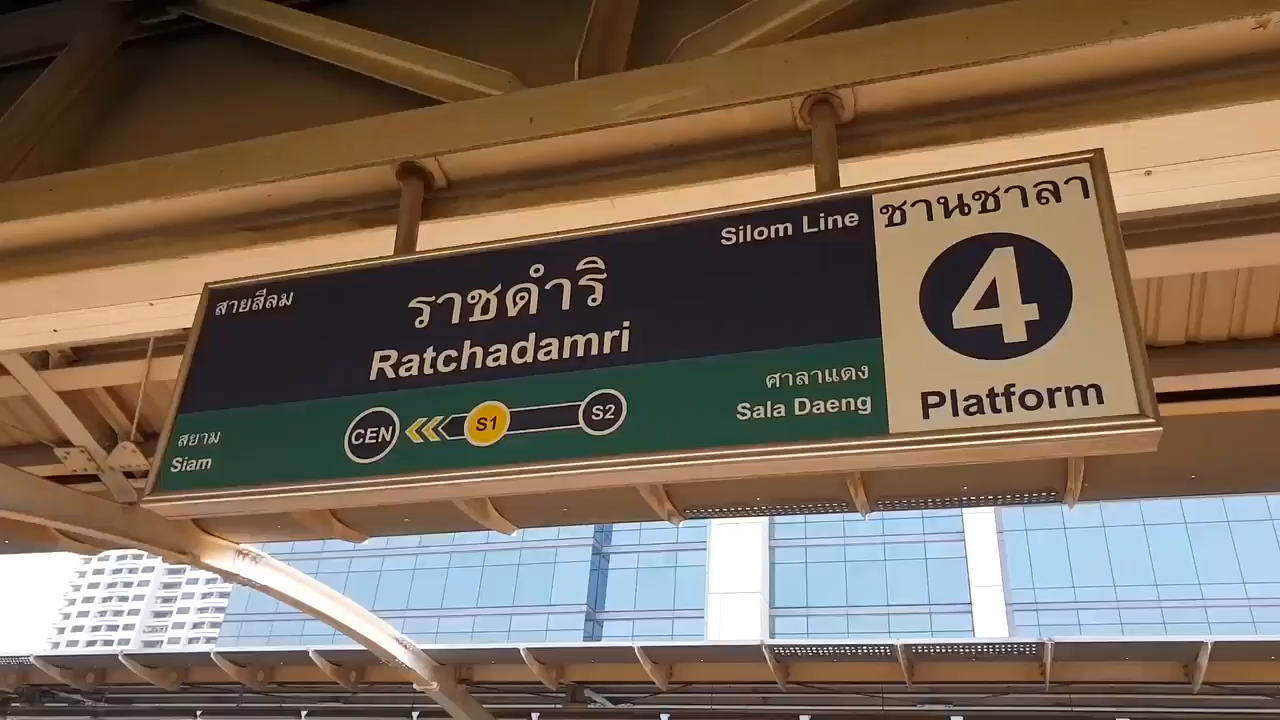 สายสีลม
Silom Line
ราชดำริ
Ratchadamri
สยาม
Siam
CEN
S1
S2
ศาลาแดง
Sala Daeng
ชานชาลา
4
Platform